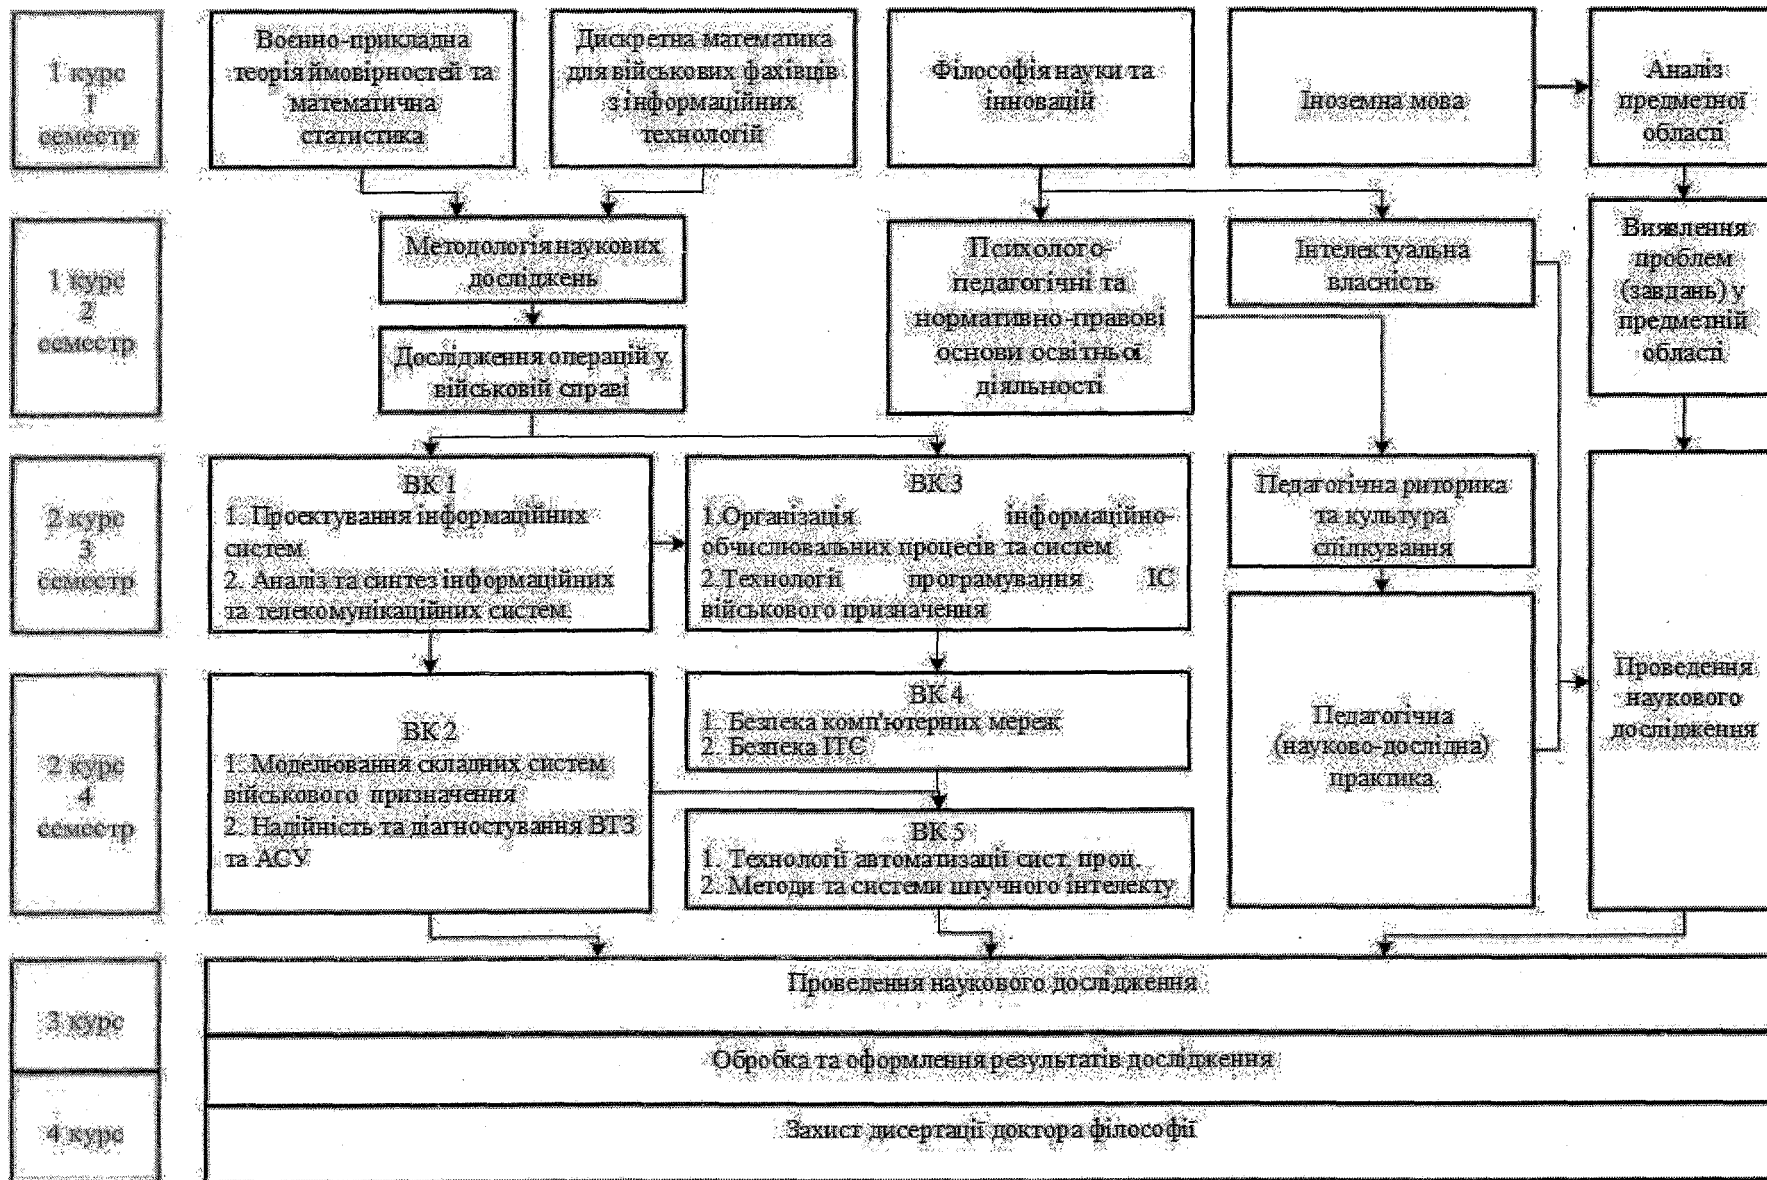 1 курс
1
семестр
Воєнно-прикладна
теорія ймовірностей та
математична
статистика
Дискретна математика
для військових фахівців
з інформаційних
технологій
Філософія науки та
інновацій
Іноземна мова
Аналіз
предметної
області
1 курс
2
семестр
Методологія наукових
досліджень
Дослідження операцій у
військовій справі
Психолого-
педагогічні та
нормативно-правові
основи освітньої
діяльності
Інтелектуальна
власність
Виявлення
проблем
(завдань) у
предметній
області
2 курс
3
семестр
ВК 1
1. Проектування інформаційних
систем
2. Аналіз та синтез інформаційних
та телекомунікаційних систем.
ВК 3
1.Організація інформаційно-
обчислювальних процесів та систем
2.Технології програмування ІС
військового призначення
Педагогічна риторика
та культура
спілкування
Проведення
наукового
дослідження
2 курс
4
семестр
ВК 2
1. Моделювання складних систем
військового призначення
2. Надійність та діагностування ВТЗ
та АСУ
ВК 4
1. Безпека комп'ютерних мереж
2. Безпека ІТС
ВК 5
1. Технології автоматизації сист. проц.
2. Методи та системи штучного інтелекту
Педагогічна
(науково-дослідна)
практика
3 курс
Проведення наукового дослідження
Обробка та оформлення результатів дослідження
4 курс
Захист дисертації доктора філософії